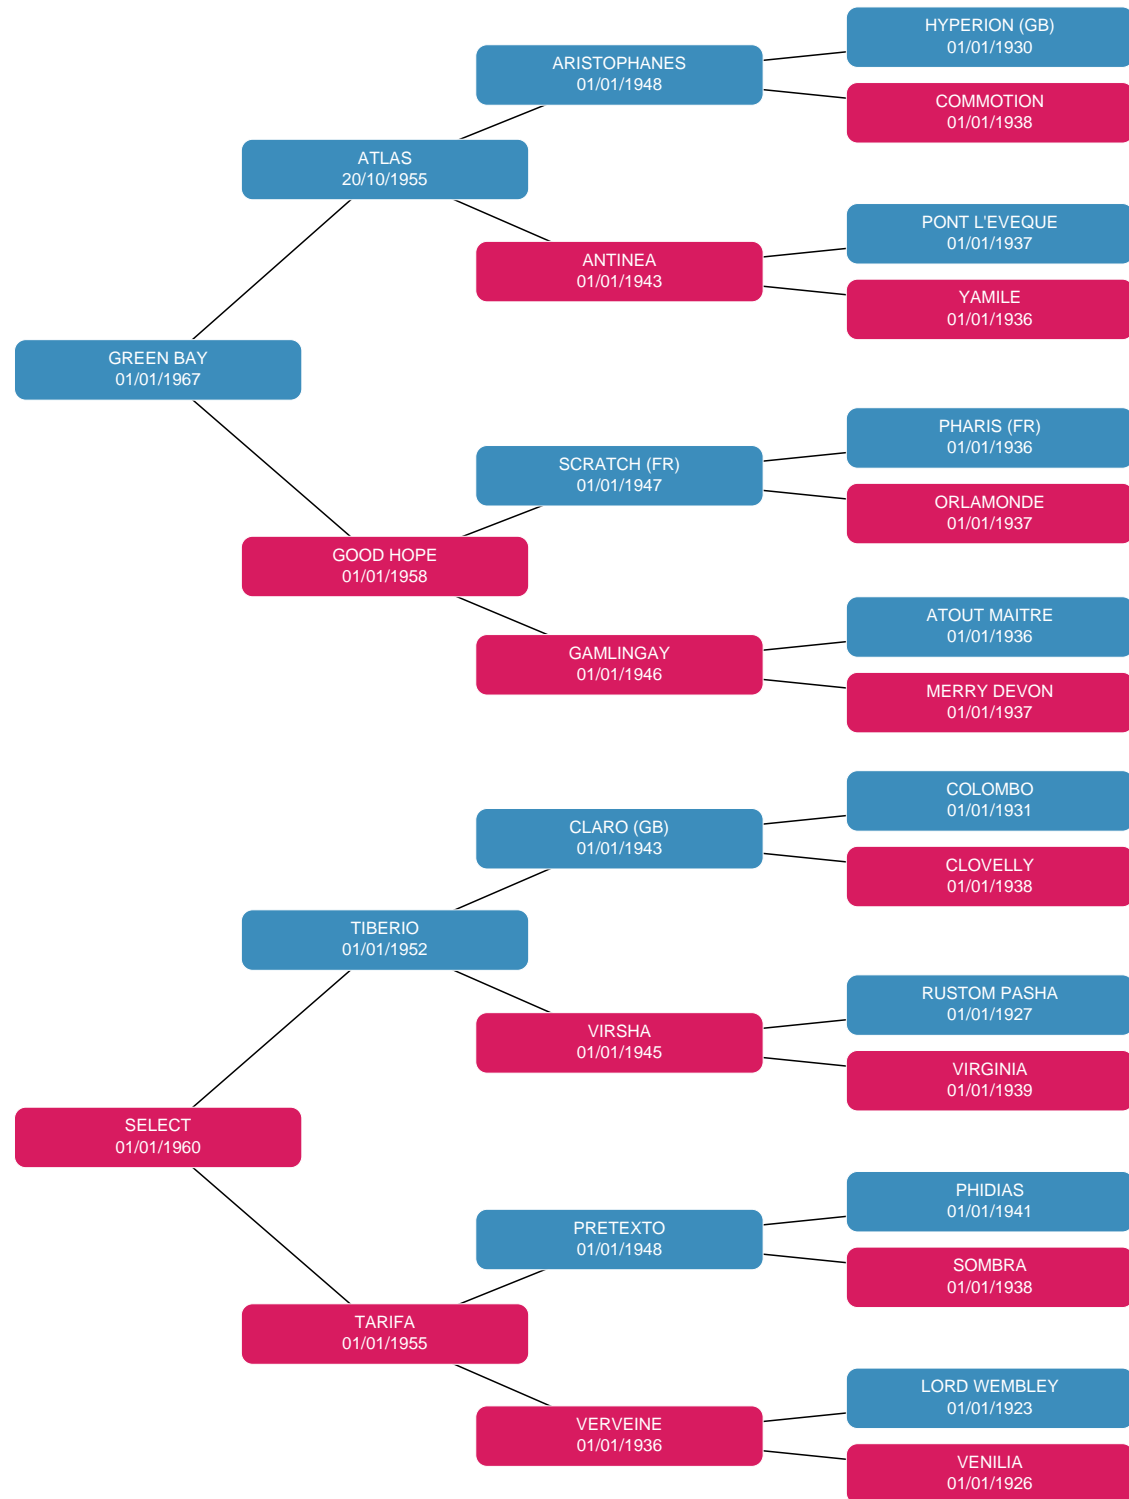 HYPERION (GB)
01/01/1930
ARISTOPHANES
01/01/1948
COMMOTION
01/01/1938
ATLAS
20/10/1955
PONT L'EVEQUE
01/01/1937
ANTINEA
01/01/1943
YAMILE
01/01/1936
GREEN BAY
01/01/1967
PHARIS (FR)
01/01/1936
SCRATCH (FR)
01/01/1947
ORLAMONDE
01/01/1937
GOOD HOPE
01/01/1958
ATOUT MAITRE
01/01/1936
GAMLINGAY
01/01/1946
MERRY DEVON
01/01/1937
COLOMBO
01/01/1931
CLARO (GB)
01/01/1943
CLOVELLY
01/01/1938
TIBERIO
01/01/1952
RUSTOM PASHA
01/01/1927
VIRSHA
01/01/1945
VIRGINIA
01/01/1939
SELECT
01/01/1960
PHIDIAS
01/01/1941
PRETEXTO
01/01/1948
SOMBRA
01/01/1938
TARIFA
01/01/1955
LORD WEMBLEY
01/01/1923
VERVEINE
01/01/1936
VENILIA
01/01/1926